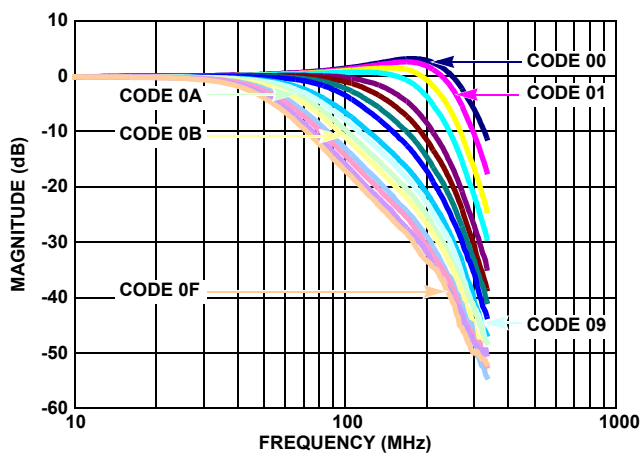 10
0
-10
-20
-30
-40
-50
-60
MAGNITUDE (dB)
CODE 00
CODE 01
CODE 0A
CODE 0B
CODE 0F
CODE 09
10
100
1000
FREQUENCY (MHz)